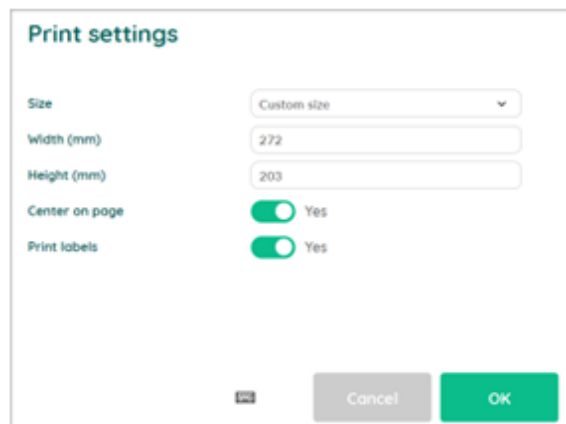 Print settings
Size Custom size
Width (mm) 272
Height (mm) 203
Center on page Yes
Print labels Yes
Cancel OK